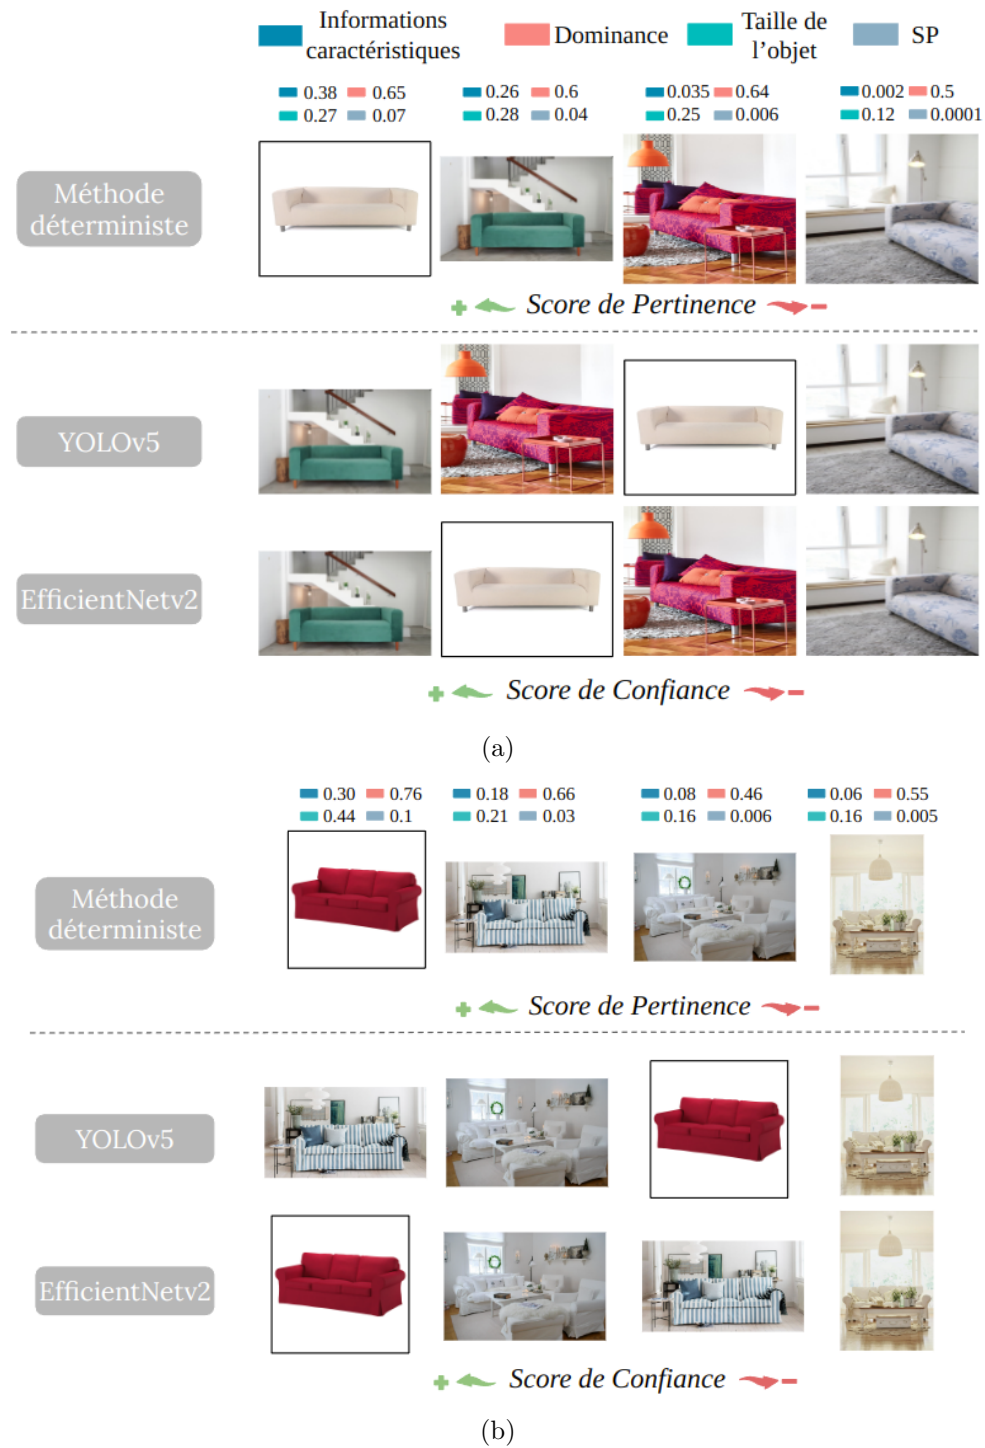 Informations
caractéristiques
Dominance
Taille de
l’objet
SP
0.38 0.65
0.27 0.07
0.26 0.6
0.28 0.04
0.035 0.64
0.25 0.006
0.002 0.5
0.12 0.0001
Méthode
déterministe
Score de Pertinence
YOLOv5
EfficientNetv2
Score de Confiance
(a)
0.30 0.76
0.44 0.1
0.18 0.66
0.21 0.03
0.08 0.46
0.16 0.006
0.06 0.55
0.16 0.005
Méthode
déterministe
Score de Pertinence
YOLOv5
EfficientNetv2
Score de Confiance
(b)